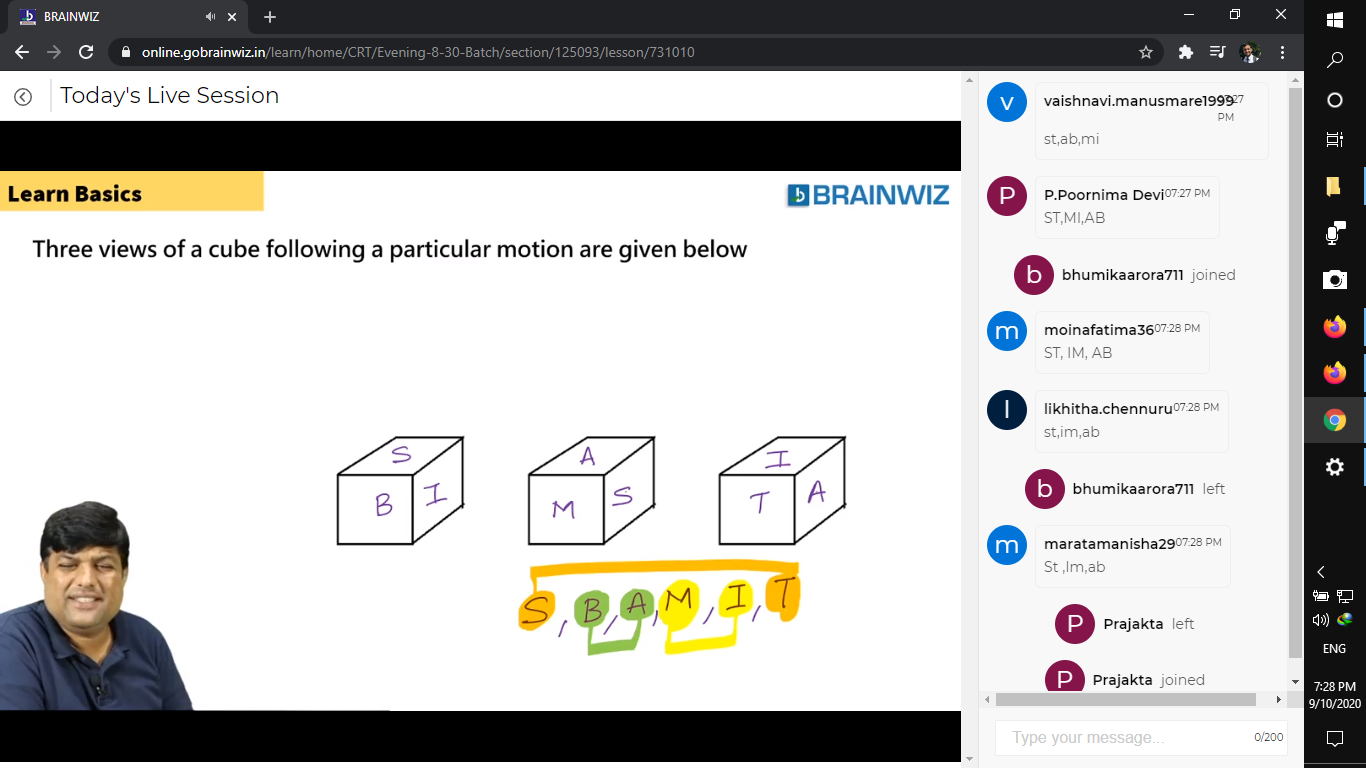 BRAINWIZ
online.gobrainwiz.in/learn/home/CRT/Evening-8-30-Batch/section/125093/lesson/731010
Today's Live Session
Learn Basics
BRAINWIZ
Three views of a cube following a particular motion are given below
S
B I
A
M S
I
T A
S, B, A, M, I, T
v
vaishnavi.manusmare1999 07:27 PM
st,ab,mi
P
P.Poornima Devi 07:27 PM
ST,MI,AB
b bhumikaarora711 joined
m
moinafatima36 07:28 PM
ST, IM, AB
l
likhitha.chennuru 07:28 PM
st,im,ab
b bhumikaarora711 left
m
maratamanisha29 07:28 PM
St ,Im,ab
P Prajakta left
P Prajakta joined
Type your message... 0/200
ENG
7:28 PM
9/10/2020